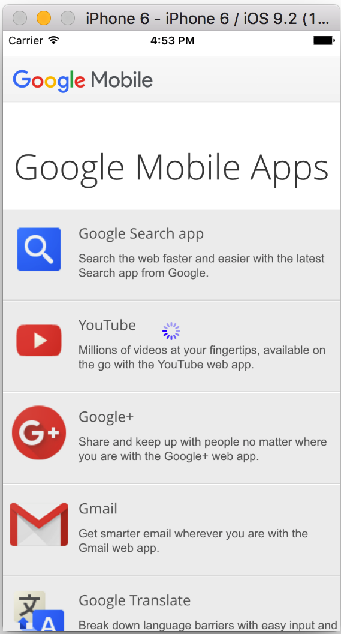 iPhone 6 - iPhone 6 / iOS 9.2 (1...
Carrier 4:53 PM
Google Mobile
Google Mobile Apps
Google Search app
Search the web faster and easier with the latest
Search app from Google.
YouTube
Millions of videos at your fingertips, available on
the go with the YouTube web app.
G+
Google+
Share and keep up with people no matter where
you are with the Google+ web app.
Gmail
Get smarter email wherever you are with the
Gmail web app.
文 A
Google Translate
Break down language barriers with easy input and